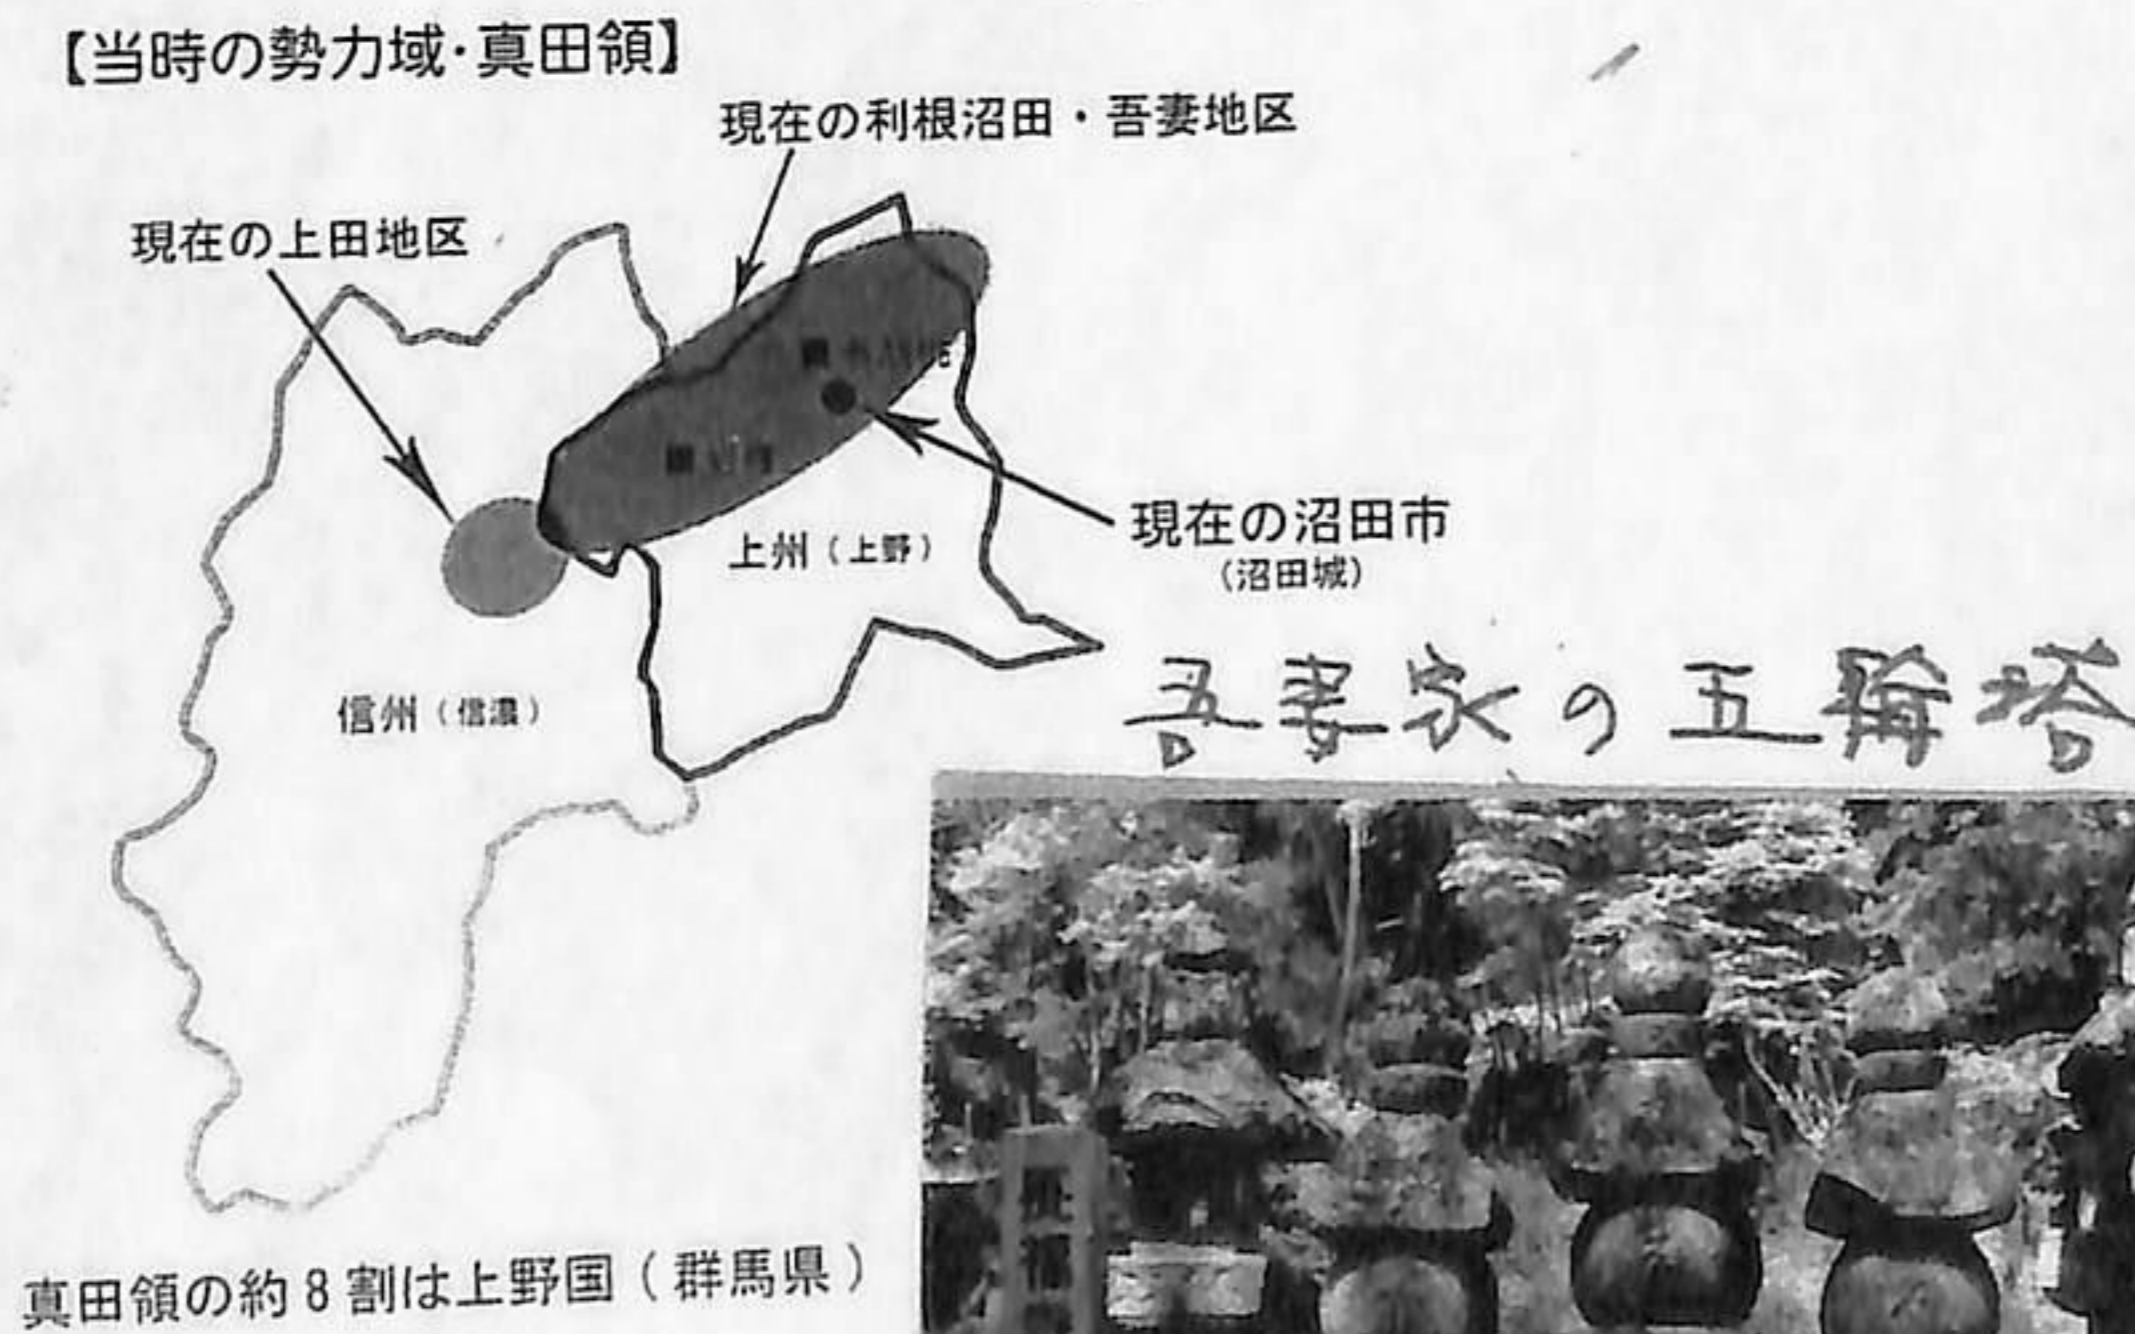 【当時の勢力域・真田領】
現在の利根沼田・吾妻地区
現在の上田地区
現在の沼田市
(沼田城)
上州(上野)
信州(信濃)
吾妻家の五輪塔
真田領の約8割は上野国(群馬県)